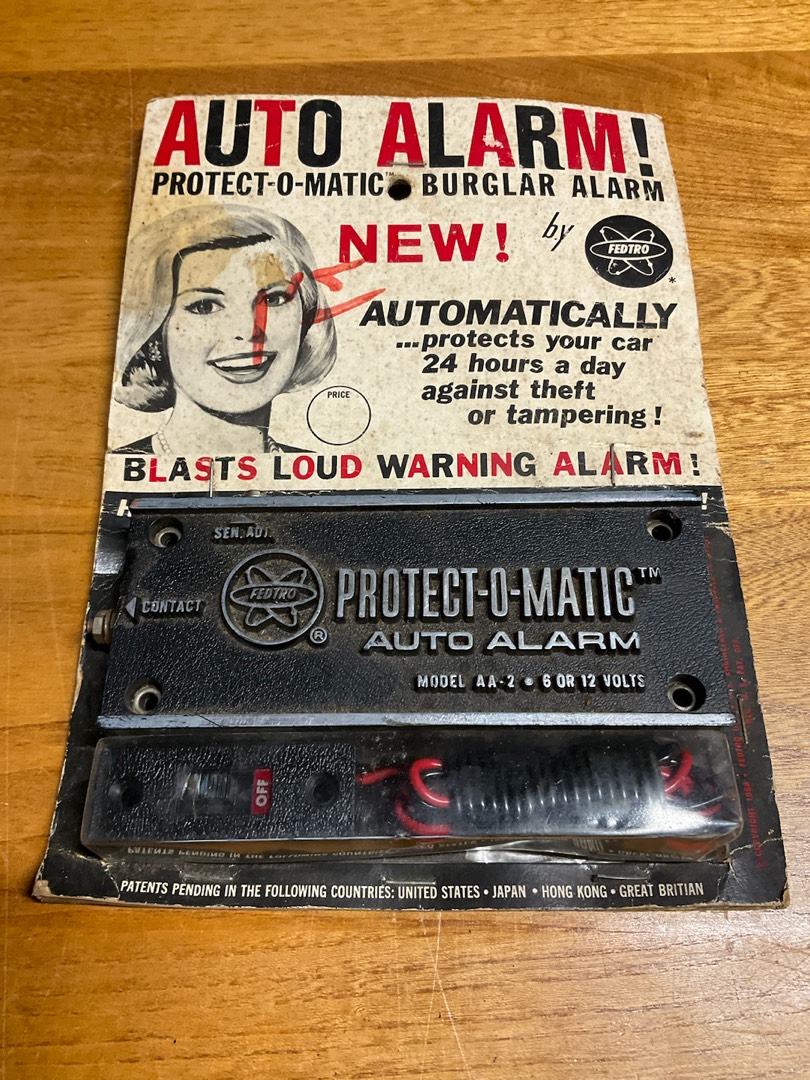 AUTO ALARM!
PROTECT-O-MATIC™ BURGLAR ALARM
NEW! by FEDTRO *
AUTOMATICALLY
...protects your car
24 hours a day
against theft
or tampering!
PRICE
BLASTS LOUD WARNING ALARM!
SEN. ADJ.
CONTACT
FEDTRO ®
PROTECT-O-MATIC™
AUTO ALARM
MODEL AA-2 • 6 OR 12 VOLTS
OFF
PATENTS PENDING IN THE FOLLOWING COUNTRIES: UNITED STATES • JAPAN • HONG KONG • GREAT BRITIAN